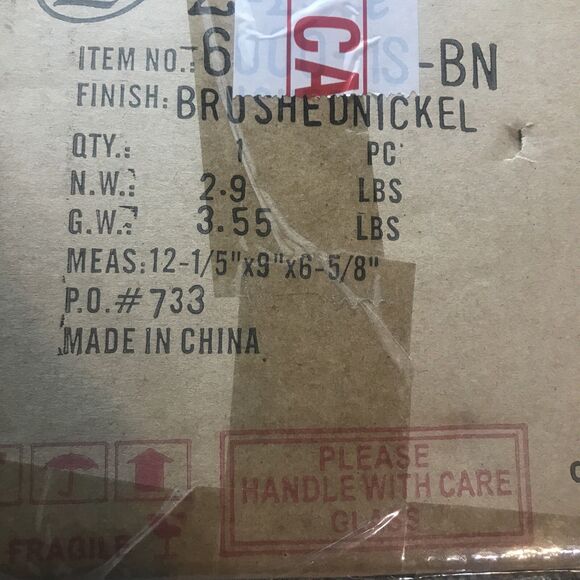 ITEM NO.: 6 -BN
FINISH: BRUSHEDNICKEL
QTY.: 1 PC
N.W.: 2.9 LBS
G.W.: 3.55 LBS
MEAS:12-1/5"x9"x6-5/8"
P.O.#733
MADE IN CHINA
CA
PLEASE
HANDLE WITH CARE
GLASS
FRAGILE